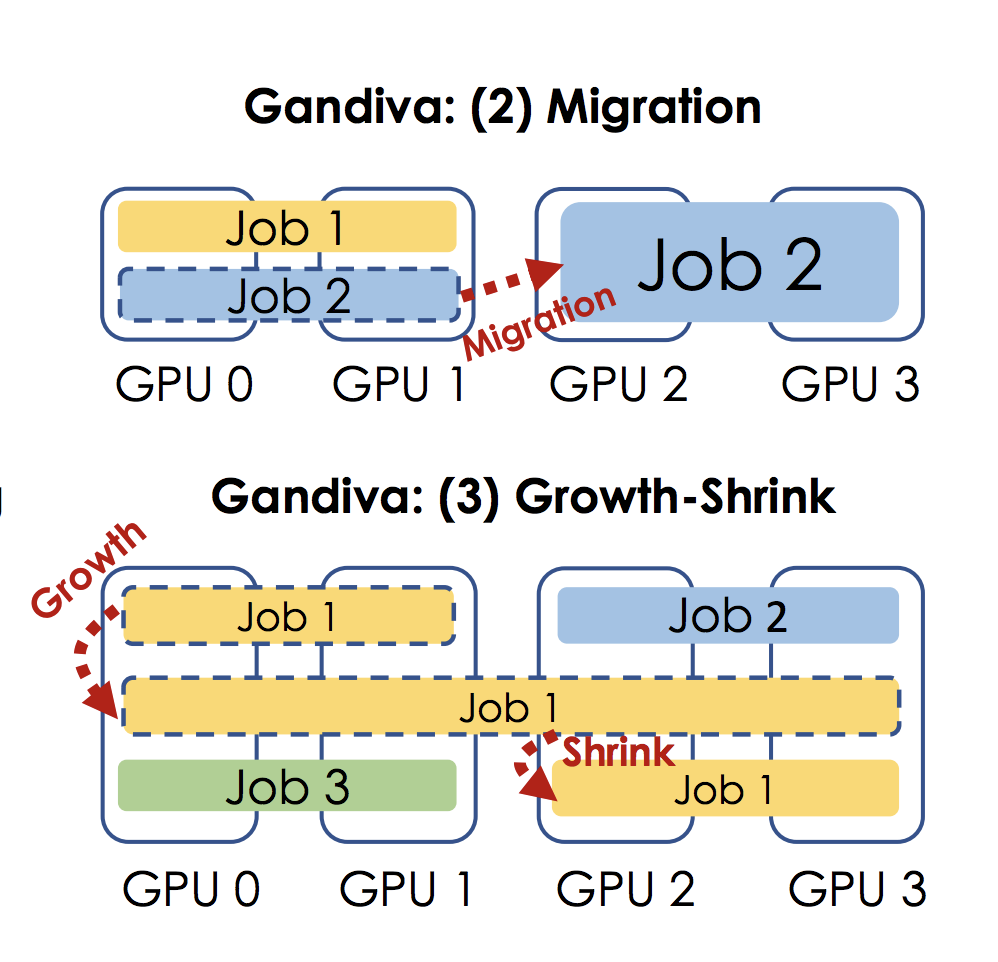 Gandiva: (2) Migration
Job 1
Job 2
Job 2
Migration
GPU 0 GPU 1 GPU 2 GPU 3
Gandiva: (3) Growth-Shrink
Growth
Job 1
Job 2
Job 1
Shrink
Job 3
Job 1
GPU 0 GPU 1 GPU 2 GPU 3